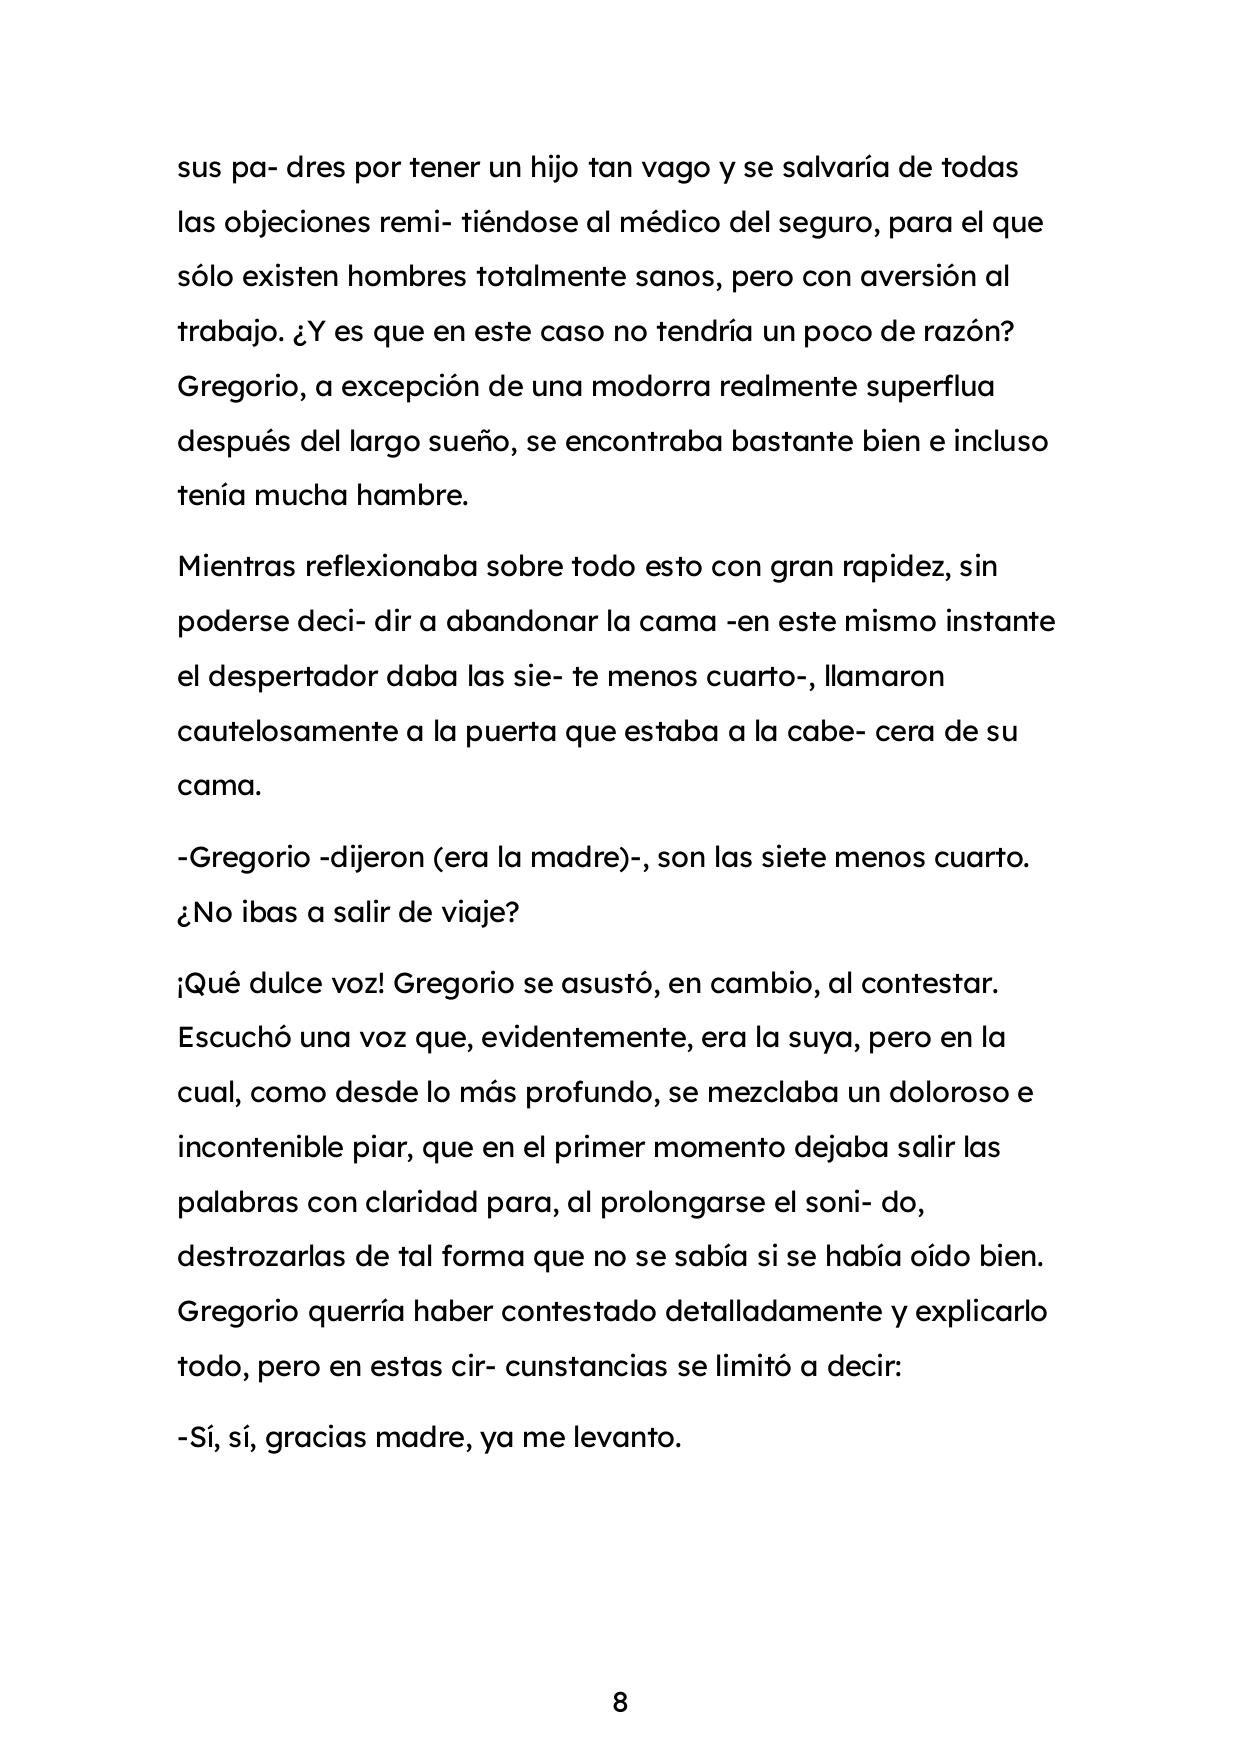 sus pa- dres por tener un hijo tan vago y se salvaría de todas
las objeciones remi- tiéndose al médico del seguro, para el que
sólo existen hombres totalmente sanos, pero con aversión al
trabajo. ¿Y es que en este caso no tendría un poco de razón?
Gregorio, a excepción de una modorra realmente superflua
después del largo sueño, se encontraba bastante bien e incluso
tenía mucha hambre.
Mientras reflexionaba sobre todo esto con gran rapidez, sin
poderse deci- dir a abandonar la cama -en este mismo instante
el despertador daba las sie- te menos cuarto-, llamaron
cautelosamente a la puerta que estaba a la cabe- cera de su
cama.
-Gregorio -dijeron (era la madre)-, son las siete menos cuarto.
¿No ibas a salir de viaje?
¡Qué dulce voz! Gregorio se asustó, en cambio, al contestar.
Escuchó una voz que, evidentemente, era la suya, pero en la
cual, como desde lo más profundo, se mezclaba un doloroso e
incontenible piar, que en el primer momento dejaba salir las
palabras con claridad para, al prolongarse el soni- do,
destrozarlas de tal forma que no se sabía si se había oído bien.
Gregorio querría haber contestado detalladamente y explicarlo
todo, pero en estas cir- cunstancias se limitó a decir:
-Sí, sí, gracias madre, ya me levanto.
8